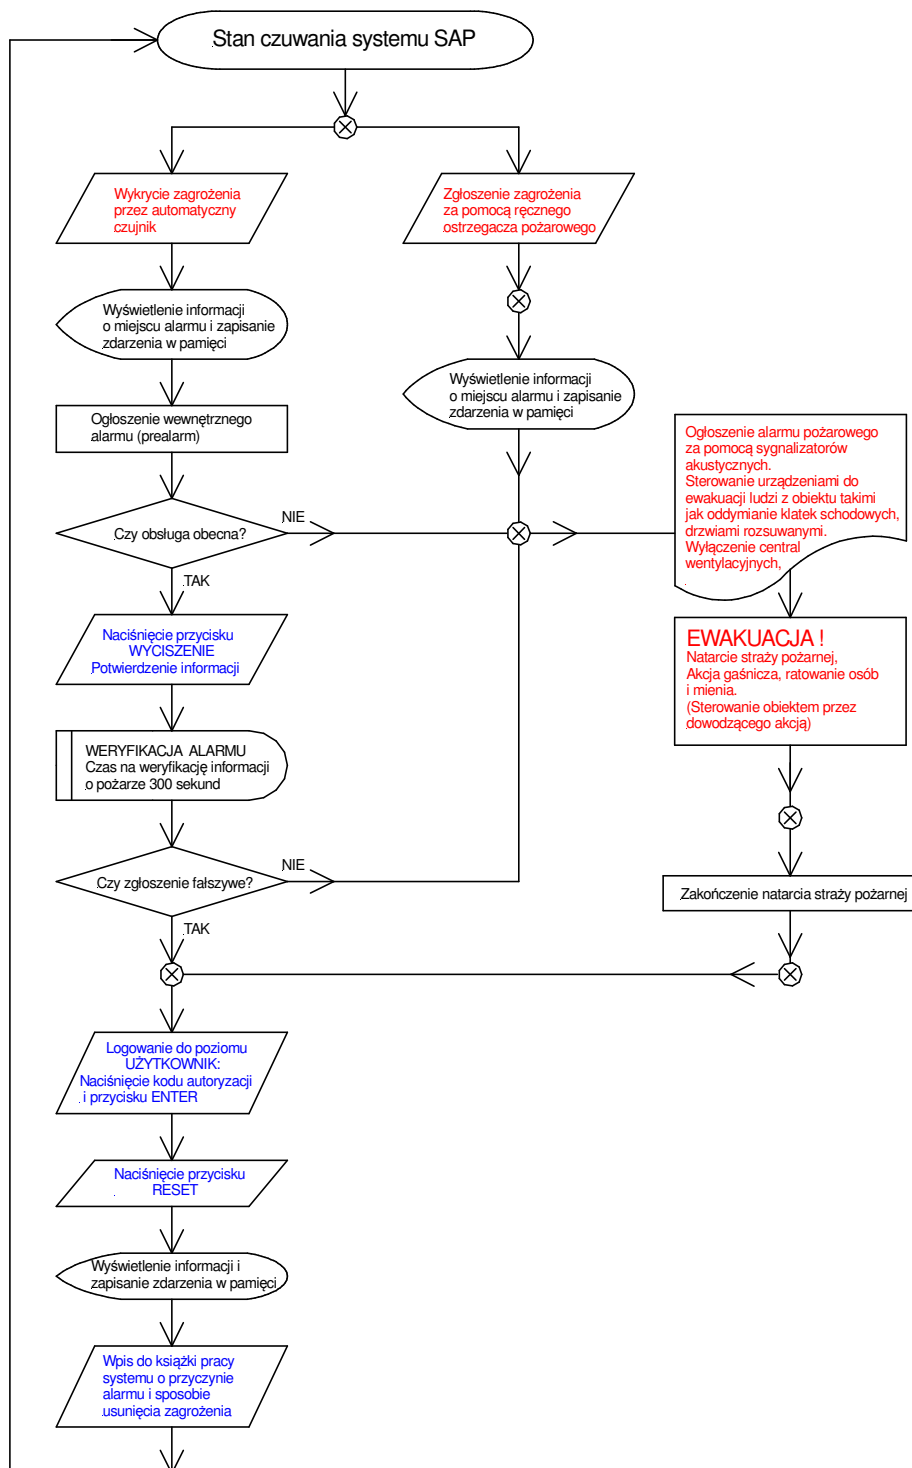 Stan czuwania systemu SAP
Wykrycie zagrożenia
przez automatyczny
czujnik
Zgłoszenie zagrożenia
za pomocą ręcznego
ostrzegacza pożarowego
Wyświetlenie informacji
o miejscu alarmu i zapisanie
zdarzenia w pamięci
Wyświetlenie informacji
o miejscu alarmu i zapisanie
zdarzenia w pamięci
Ogłoszenie wewnętrznego
alarmu (prealarm)
Ogłoszenie alarmu pożarowego
za pomocą sygnalizatorów
akustycznych.
Sterowanie urządzeniami do
ewakuacji ludzi z obiektu takimi
jak oddymianie klatek schodowych,
drzwiami rozsuwanymi.
Wyłączenie central
wentylacyjnych,
Czy obsługa obecna?
NIE
TAK
Naciśnięcie przycisku
WYCISZENIE
Potwierdzenie informacji
EWAKUACJA !
Natarcie straży pożarnej,
Akcja gaśnicza, ratowanie osób
i mienia.
(Sterowanie obiektem przez
dowodzącego akcją)
WERYFIKACJA ALARMU
Czas na weryfikację informacji
o pożarze 300 sekund
Czy zgłoszenie fałszywe?
NIE
TAK
Zakończenie natarcia straży pożarnej
Logowanie do poziomu
UŻYTKOWNIK:
Naciśnięcie kodu autoryzacji
i przycisku ENTER
Naciśnięcie przycisku
RESET
Wyświetlenie informacji i
zapisanie zdarzenia w pamięci
Wpis do książki pracy
systemu o przyczynie
alarmu i sposobie
usunięcia zagrożenia